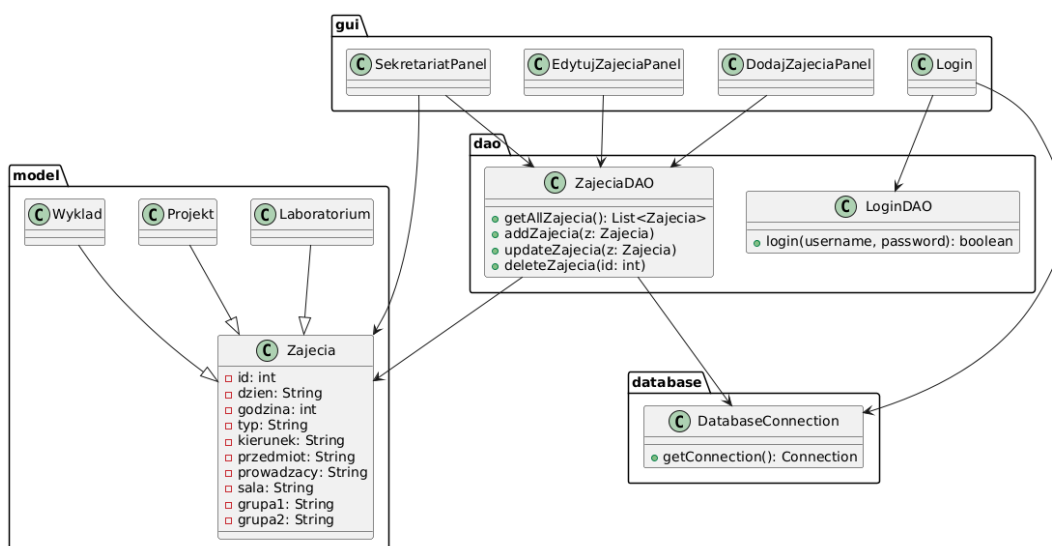 gui
C SekretariatPanel
C EdytujZajeciaPanel
C DodajZajeciaPanel
C Login
dao
C ZajeciaDAO
getAllZajecia(): List<Zajecia>
addZajecia(z: Zajecia)
updateZajecia(z: Zajecia)
deleteZajecia(id: int)
C LoginDAO
login(username, password): boolean
model
C Wyklad
C Projekt
C Laboratorium
C Zajecia
id: int
dzien: String
godzina: int
typ: String
kierunek: String
przedmiot: String
prowadzacy: String
sala: String
grupa1: String
grupa2: String
database
C DatabaseConnection
getConnection(): Connection